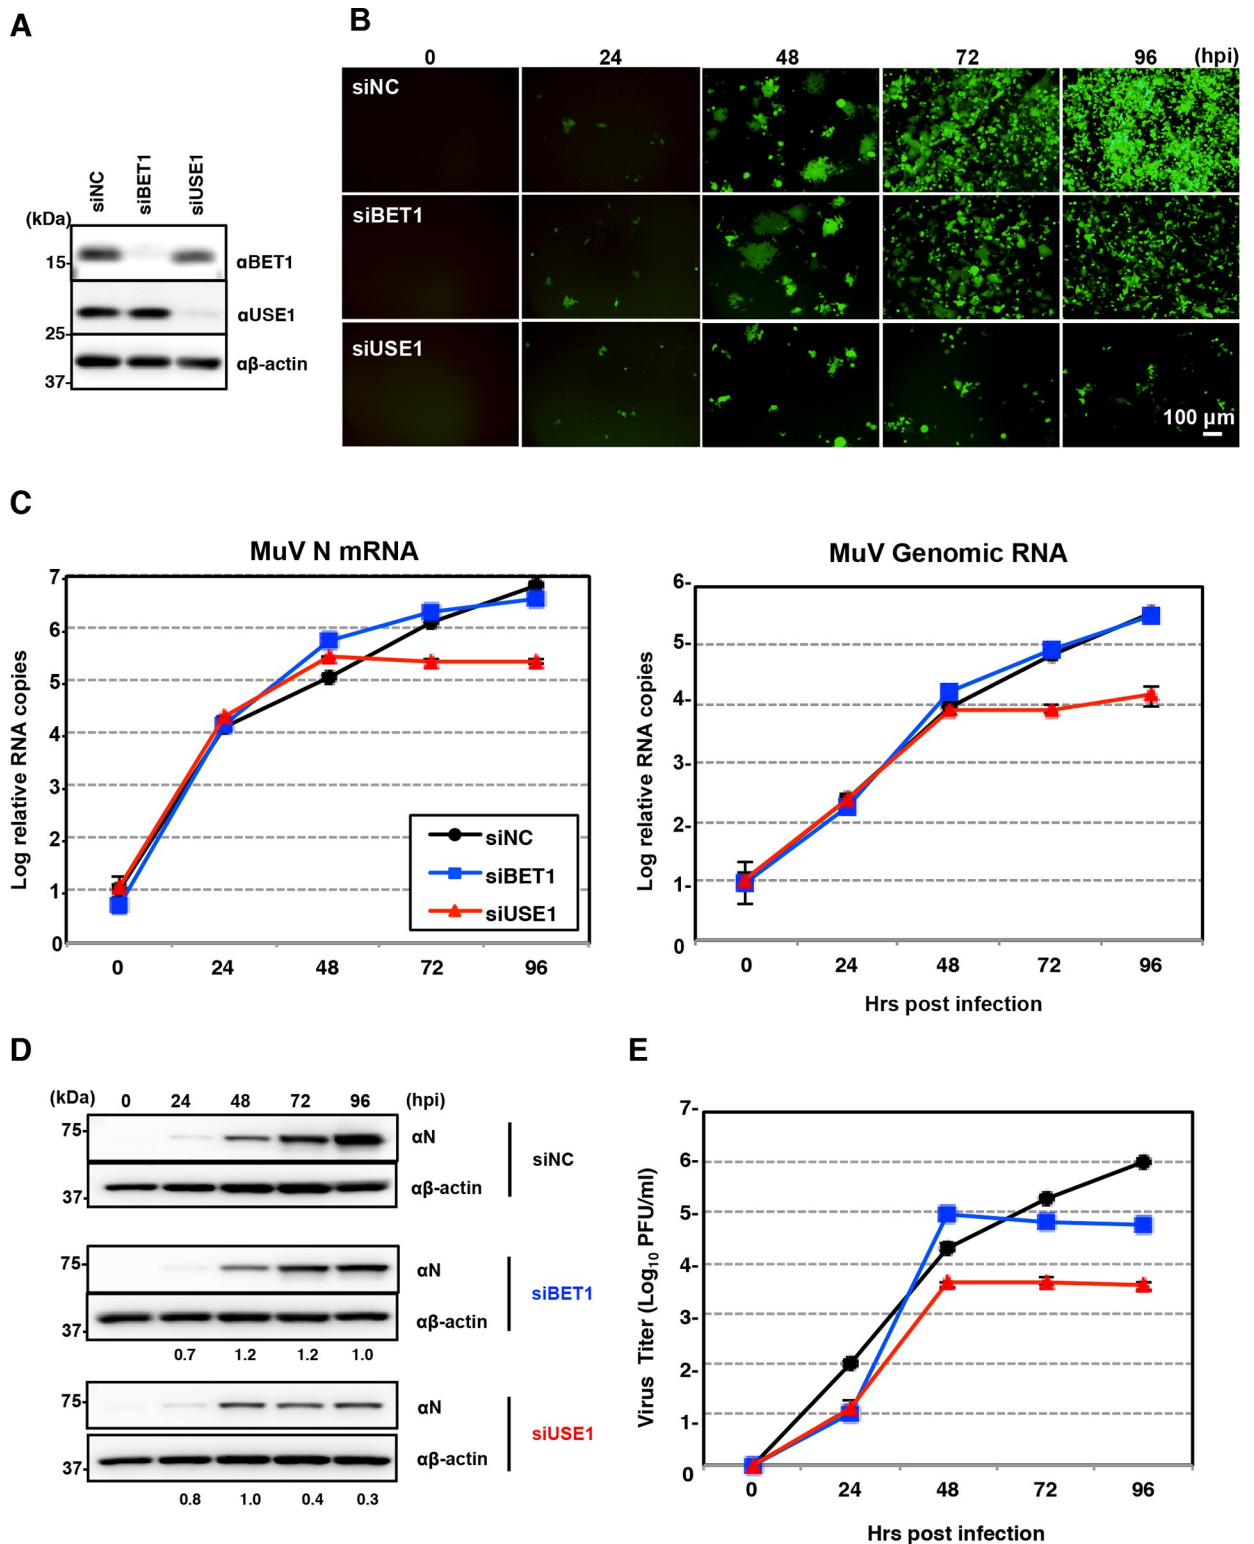 A
siNC
siBET1
siUSE1
(kDa)
15-
αBET1
αUSE1
25-
αβ-actin
37-
B
0 24 48 72 96 (hpi)
siNC
siBET1
siUSE1
100 µm
C
MuV N mRNA
Log relative RNA copies
7
6
5
4
3
2
1
0
0 24 48 72 96
siNC
siBET1
siUSE1
MuV Genomic RNA
Log relative RNA copies
6-
5-
4-
3-
2-
1-
0
0 24 48 72 96
Hrs post infection
D
(kDa) 0 24 48 72 96 (hpi)
75-
αN
37-
αβ-actin
siNC
75-
αN
37-
αβ-actin
siBET1
0.7 1.2 1.2 1.0
75-
αN
37-
αβ-actin
siUSE1
0.8 1.0 0.4 0.3
E
Virus Titer (Log10 PFU/ml)
7-
6-
5-
4-
3-
2-
1-
0
0 24 48 72 96
Hrs post infection